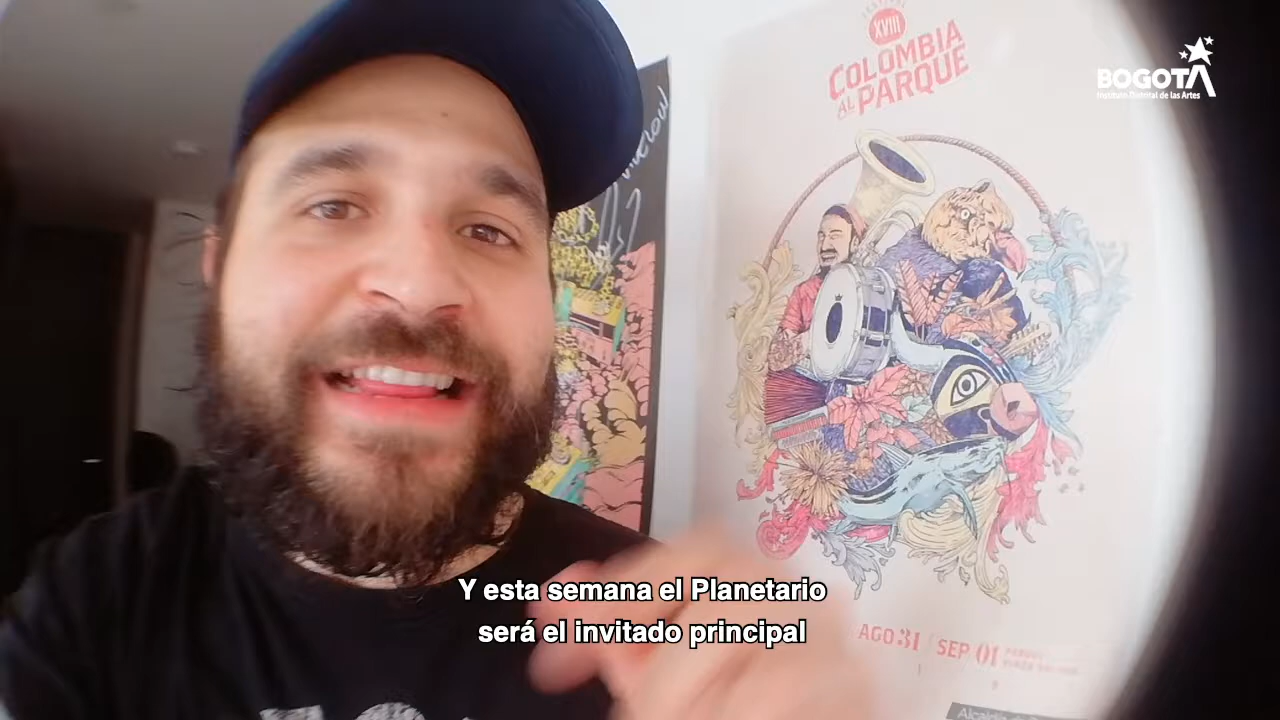 FESTIVAL
XVIII
COLOMBIA
AL PARQUE
BOGOTA
Instituto Distrital de las Artes
Y esta semana el Planetario
será el invitado principal
AGO 31 / SEP 01